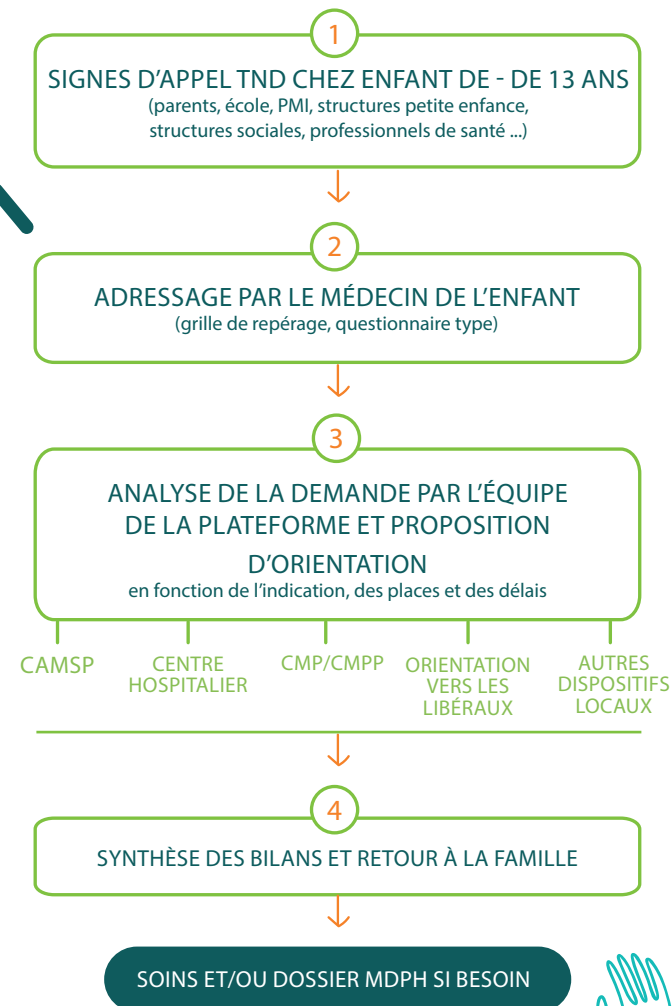 1
SIGNES D'APPEL TND CHEZ ENFANT DE - DE 13 ANS
(parents, école, PMI, structures petite enfance,
structures sociales, professionnels de santé ...)
2
ADRESSAGE PAR LE MÉDECIN DE L'ENFANT
(grille de repérage, questionnaire type)
3
ANALYSE DE LA DEMANDE PAR L'ÉQUIPE
DE LA PLATEFORME ET PROPOSITION
D'ORIENTATION
en fonction de l'indication, des places et des délais
CAMSP
CENTRE
HOSPITALIER
CMP/CMPP
ORIENTATION
VERS LES
LIBÉRAUX
AUTRES
DISPOSITIFS
LOCAUX
4
SYNTHÈSE DES BILANS ET RETOUR À LA FAMILLE
SOINS ET/OU DOSSIER MDPH SI BESOIN